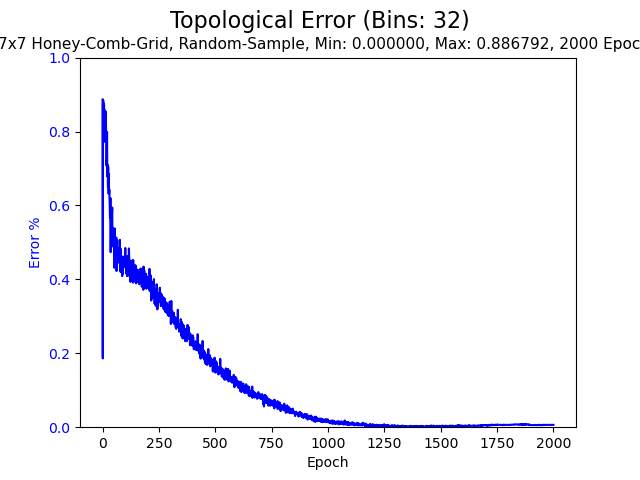 Topological Error (Bins: 32)
7x7 Honey-Comb-Grid, Random-Sample, Min: 0.000000, Max: 0.886792, 2000 Epoc
1.0
0.8
0.6
0.4
0.2
0.0
Error %
0 250 500 750 1000 1250 1500 1750 2000
Epoch